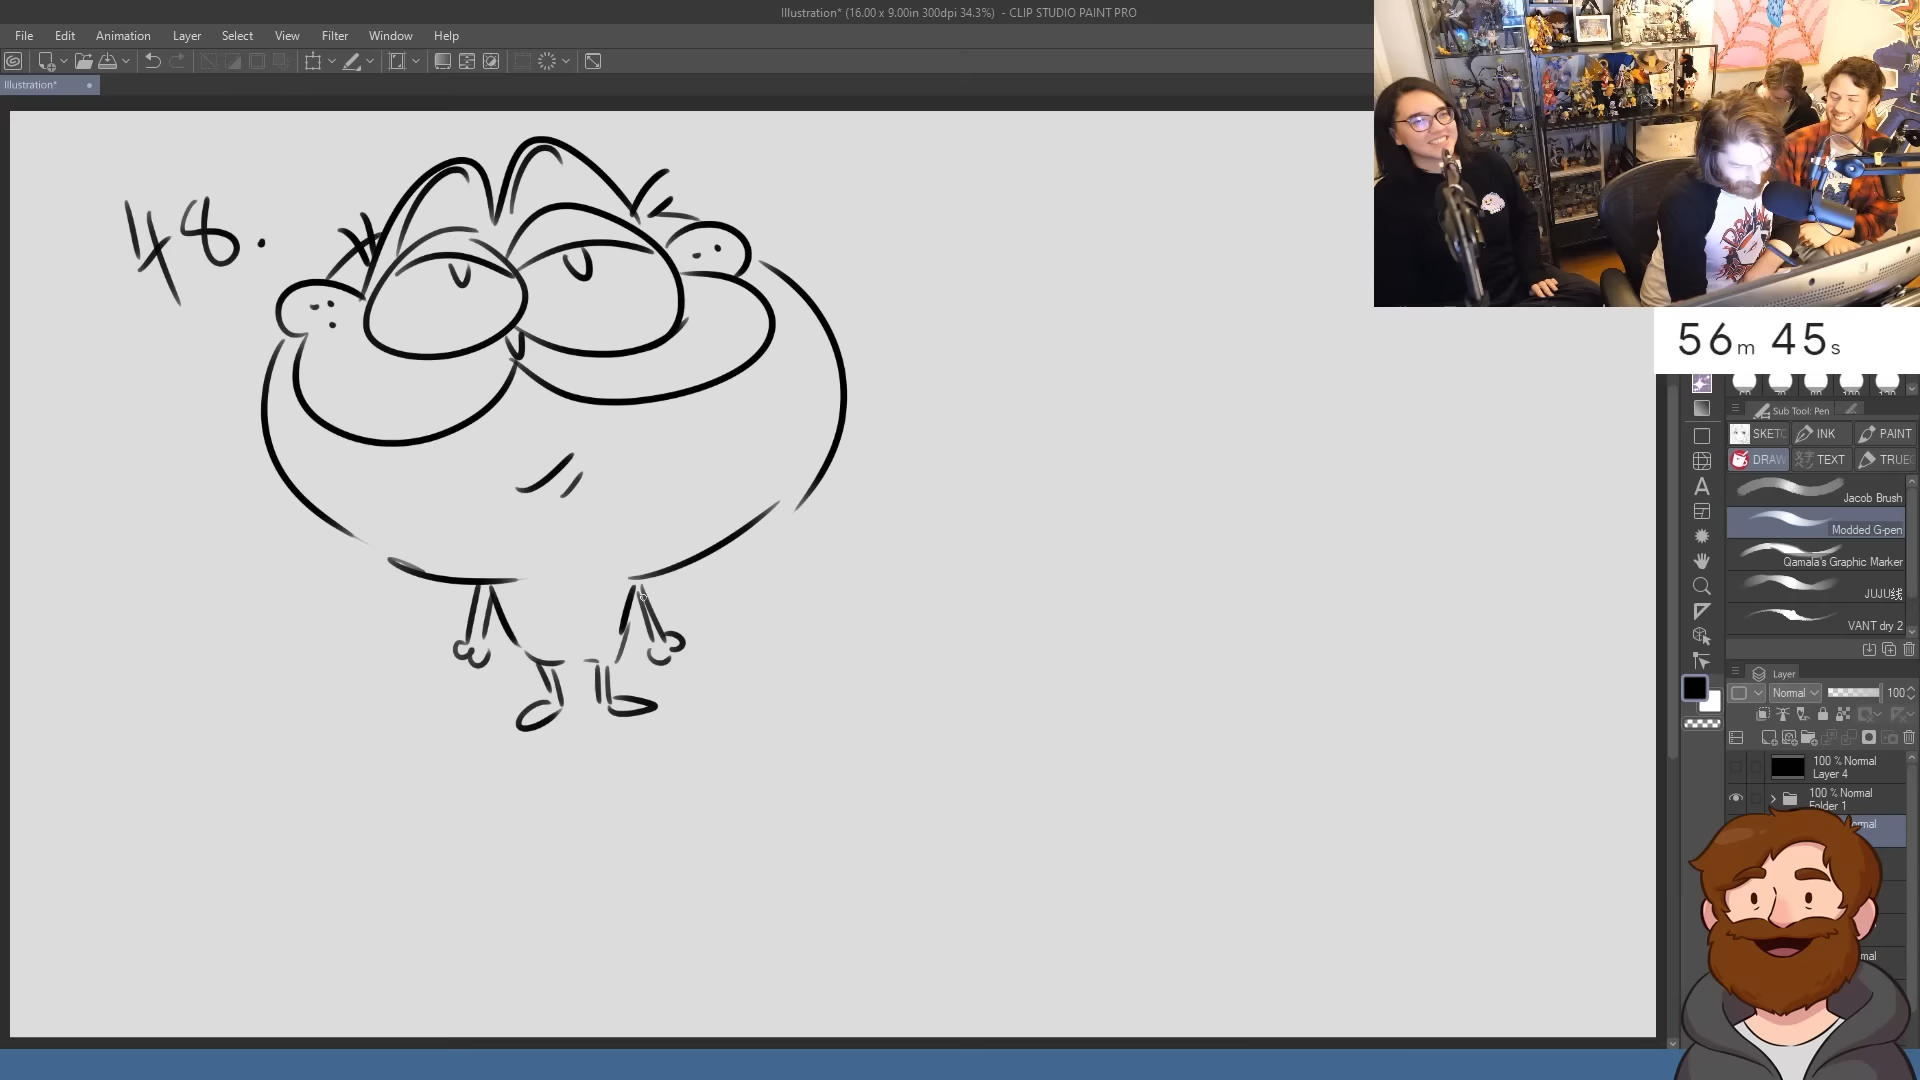 Illustration* (16.00 x 9.00in 300dpi 34.3%) - CLIP STUDIO PAINT PRO
File Edit Animation Layer Select View Filter Window Help
Illustration*
48.
56m 45s
Sub Tool: Pen
SKETC INK PAINT
DRAW TEXT TRUE
Jacob Brush
Modded G-pen
Qamala's Graphic Marker
JUJU线
VANT dry 2
Layer
Normal 100
100 % Normal
Layer 4
100 % Normal
Folder 1